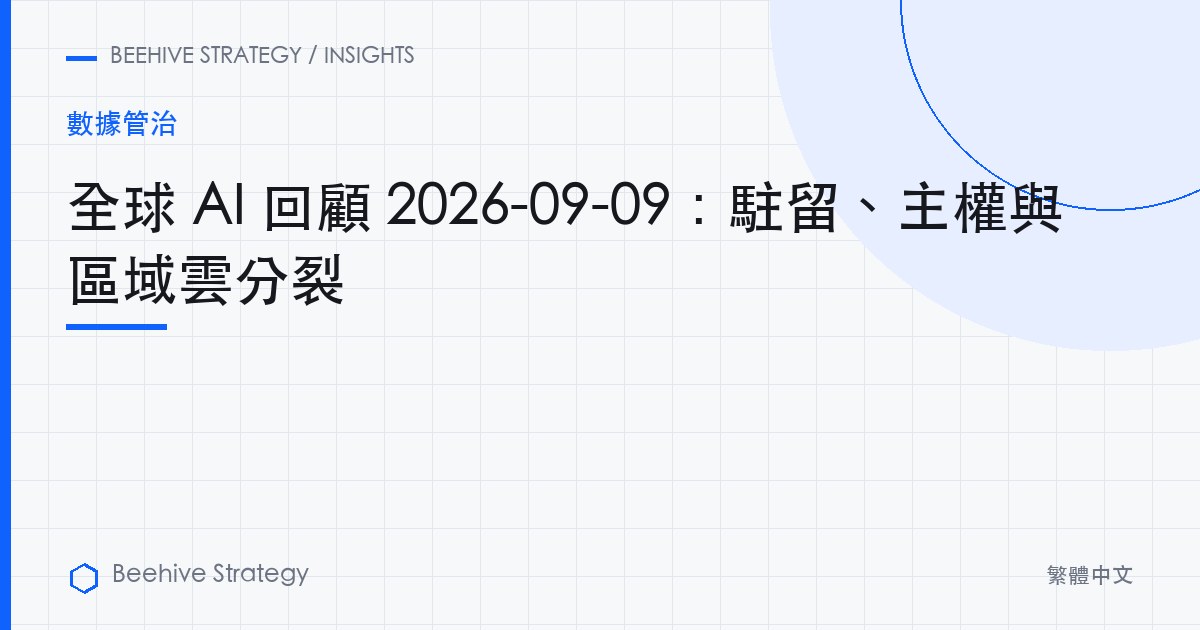 BEEHIVE STRATEGY / INSIGHTS
數據管治
全球 AI 回顧 2026-09-09：駐留、主權與
區域雲分裂
Beehive Strategy
繁體中文